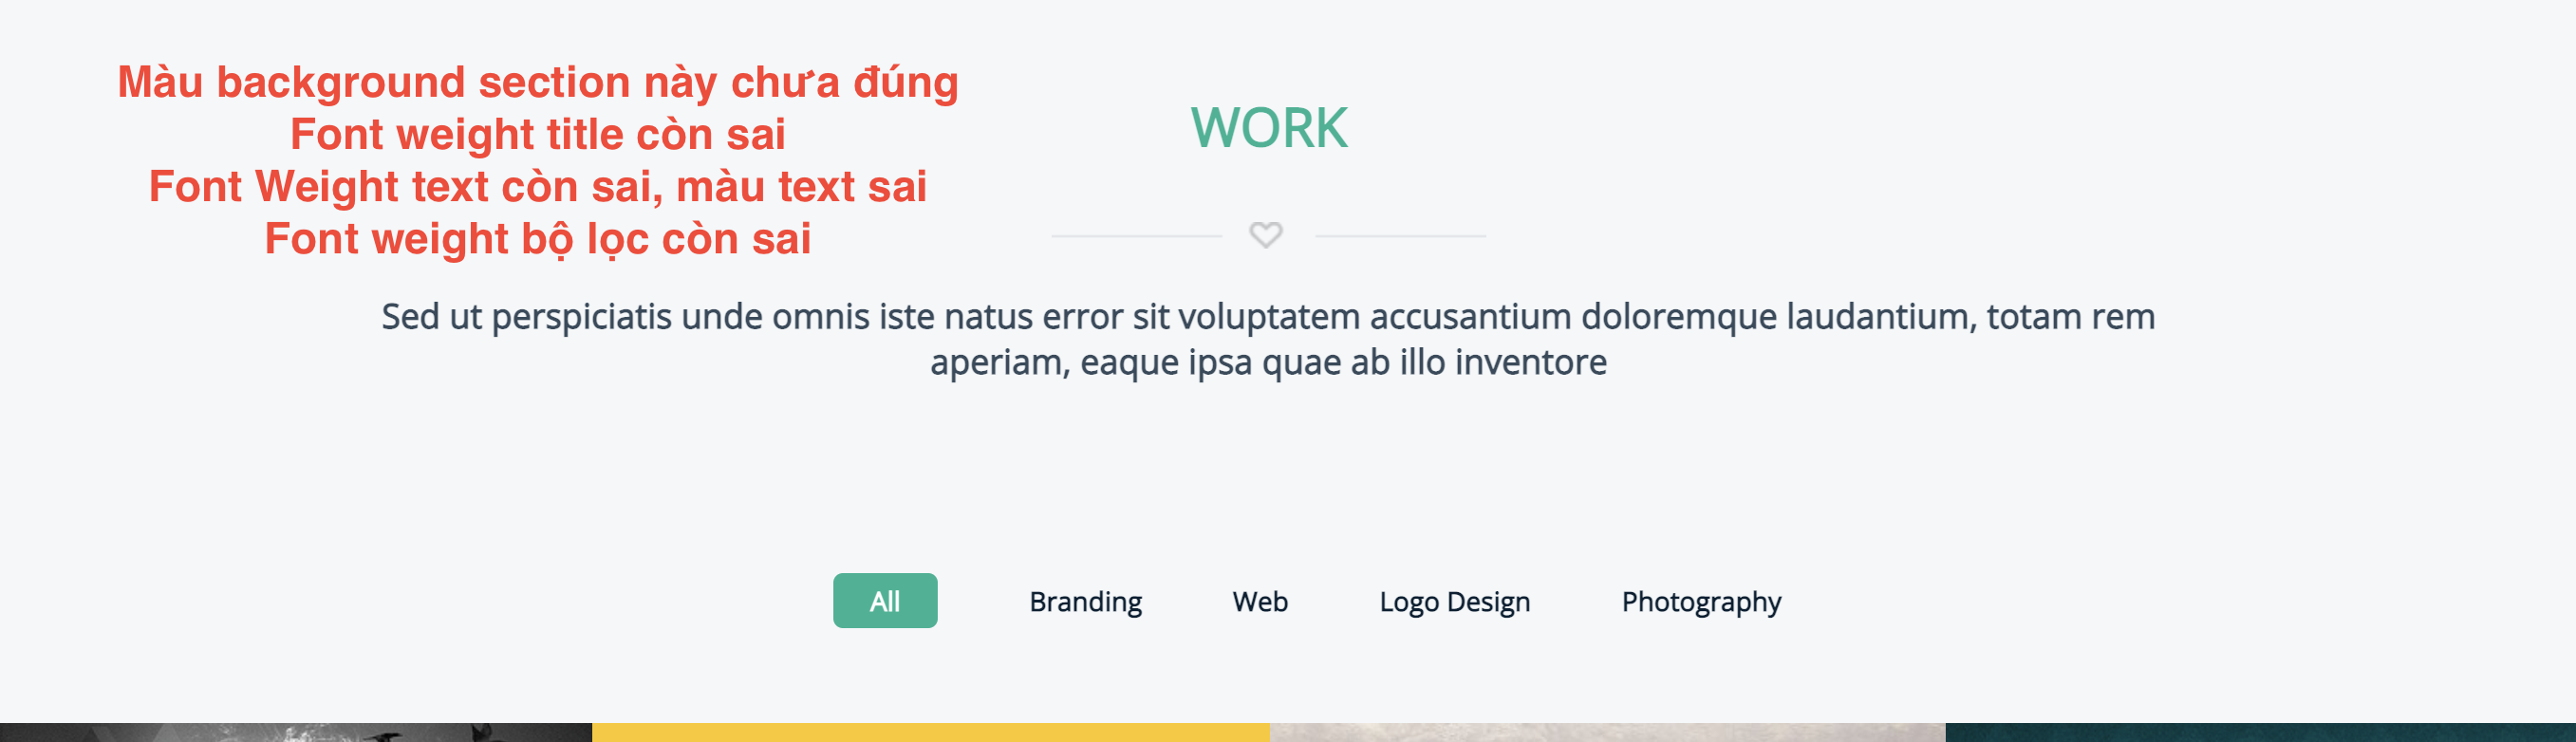 Màu background section này chưa đúng
Font weight title còn sai
Font Weight text còn sai, màu text sai
Font weight bộ lọc còn sai
WORK
Sed ut perspiciatis unde omnis iste natus error sit voluptatem accusantium doloremque laudantium, totam rem
aperiam, eaque ipsa quae ab illo inventore
All Branding Web Logo Design Photography